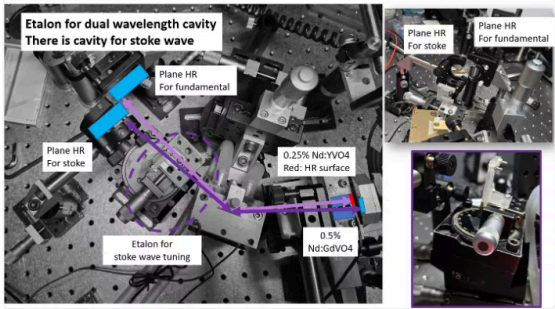 Etalon for dual wavelength cavity
There is cavity for stoke wave
Plane HR
For fundamental
Plane HR
For stoke
0.25% Nd:YVO4
Red: HR surface
0.5%
Nd:GdVO4
Etalon for
stoke wave tuning
Plane HR
For stoke
Plane HR
For fundamental